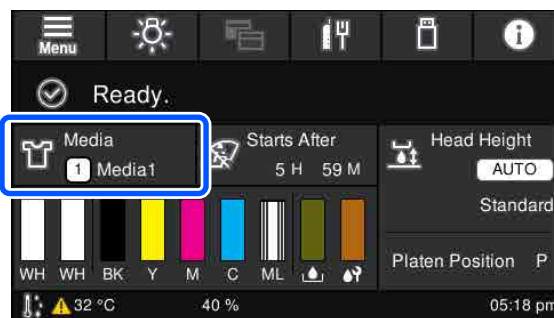 Menu
Ready.
Media
1 Media1
Starts After
5 H 59 M
Head Height
AUTO
Standard
Platen Position P
WH WH BK Y M C ML
32 °C
40 %
05:18 pm